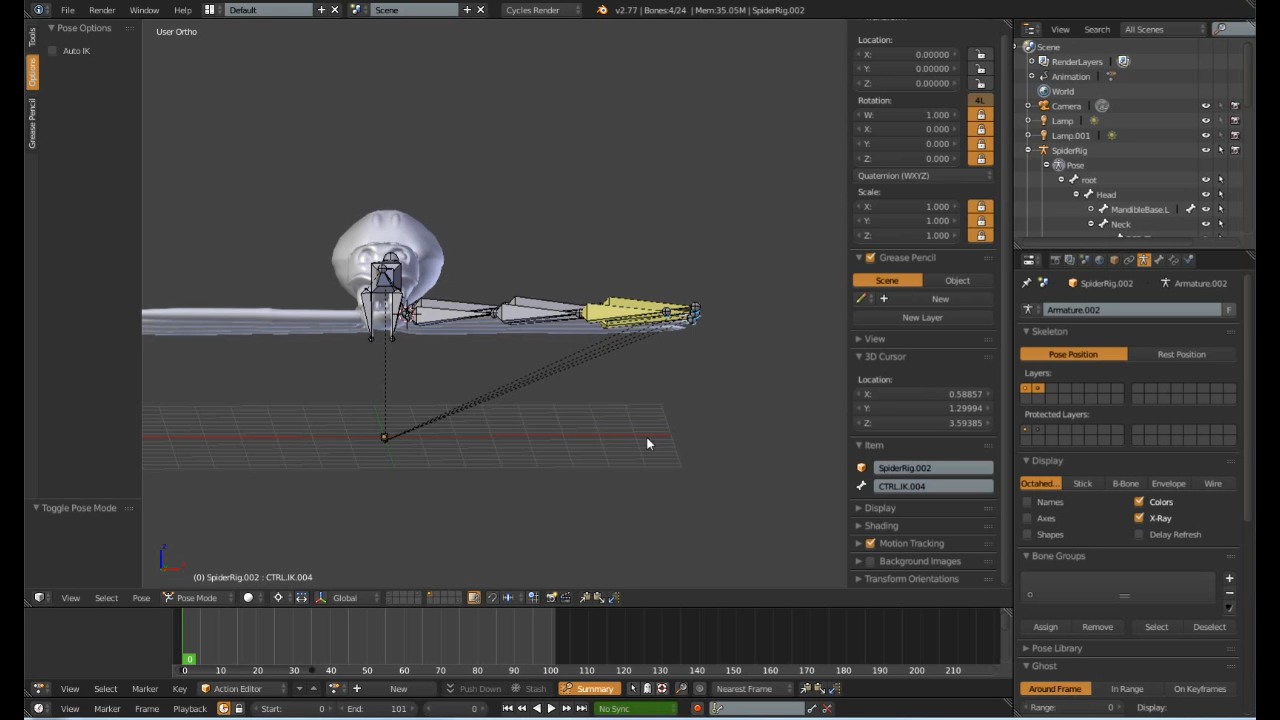 File Render Window Help Default Scene Cycles Render v2.77 | Bones:4/24 | Mem:35.05M | SpiderRig.002
Pose Options
Auto IK
Tools
Options
Grease Pencil
Toggle Pose Mode
User Ortho
(0) SpiderRig.002 : CTRL.IK.004
Location:
X: 0.00000
Y: 0.00000
Z: 0.00000
Rotation: 4L
W: 1.000
X: 0.000
Y: 0.000
Z: 0.000
Quaternion (WXYZ)
Scale:
X: 1.000
Y: 1.000
Z: 1.000
Grease Pencil
Scene Object
New
New Layer
View
3D Cursor
Location:
X: 0.58857
Y: 1.29994
Z: 3.59385
Item
SpiderRig.002
CTRL.IK.004
Display
Shading
Motion Tracking
Background Images
Transform Orientations
View Search All Scenes
Scene
RenderLayers
Animation
World
Camera
Lamp
Lamp.001
SpiderRig
Pose
root
Head
MandibleBase.L
Neck
SpiderRig.002 Armature.002
Armature.002 F
Skeleton
Pose Position Rest Position
Layers:
Protected Layers:
Display
Octahed... Stick B-Bone Envelope Wire
Names Colors
Axes X-Ray
Shapes Delay Refresh
Bone Groups
Assign Remove Select Deselect
Pose Library
Ghost
Around Frame In Range On Keyframes
Range: 0 Display:
View Select Pose Pose Mode Global
0
0 10 20 30 40 50 60 70 80 90 100 110 120 130 140 150 160 170 180 190 200 210
View Select Marker Key Action Editor New Push Down Stash Summary Nearest Frame
View Marker Frame Playback Start: 0 End: 101 0 No Sync